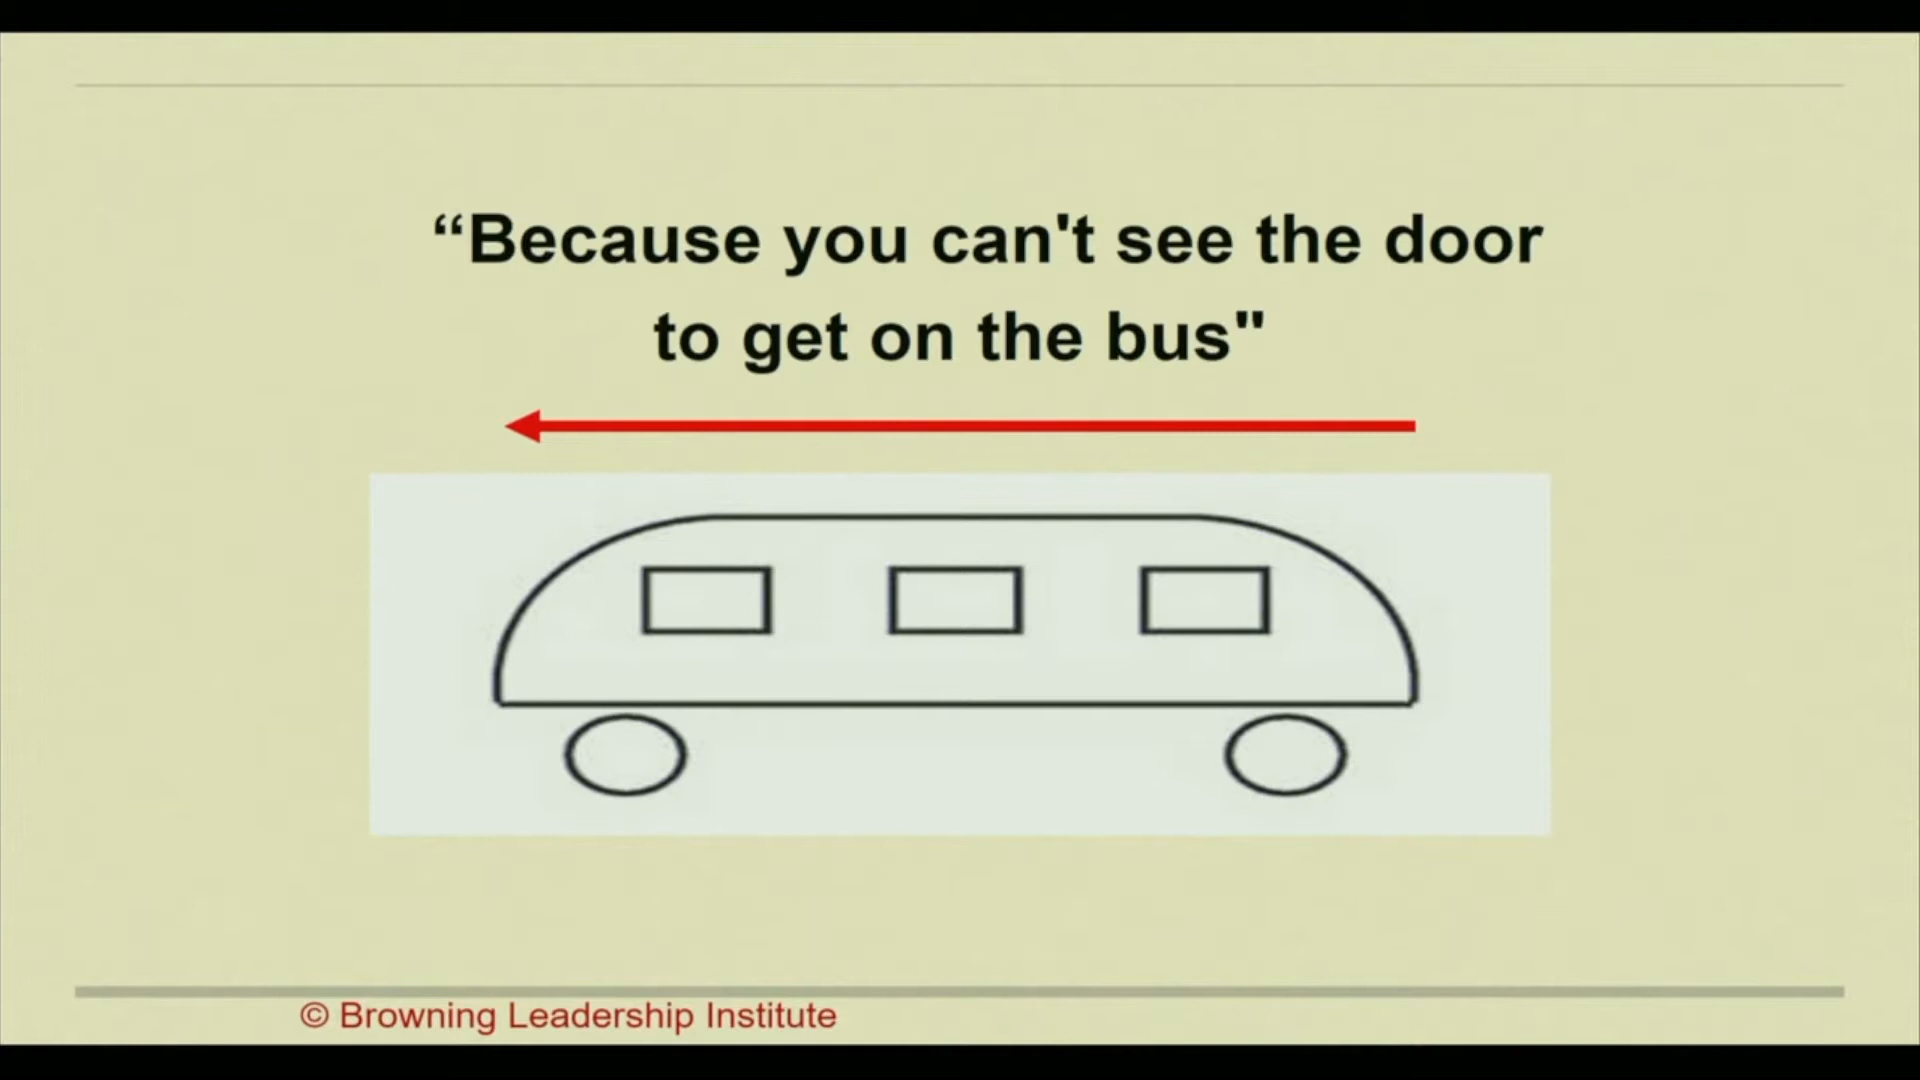 “Because you can't see the door
to get on the bus"
© Browning Leadership Institute